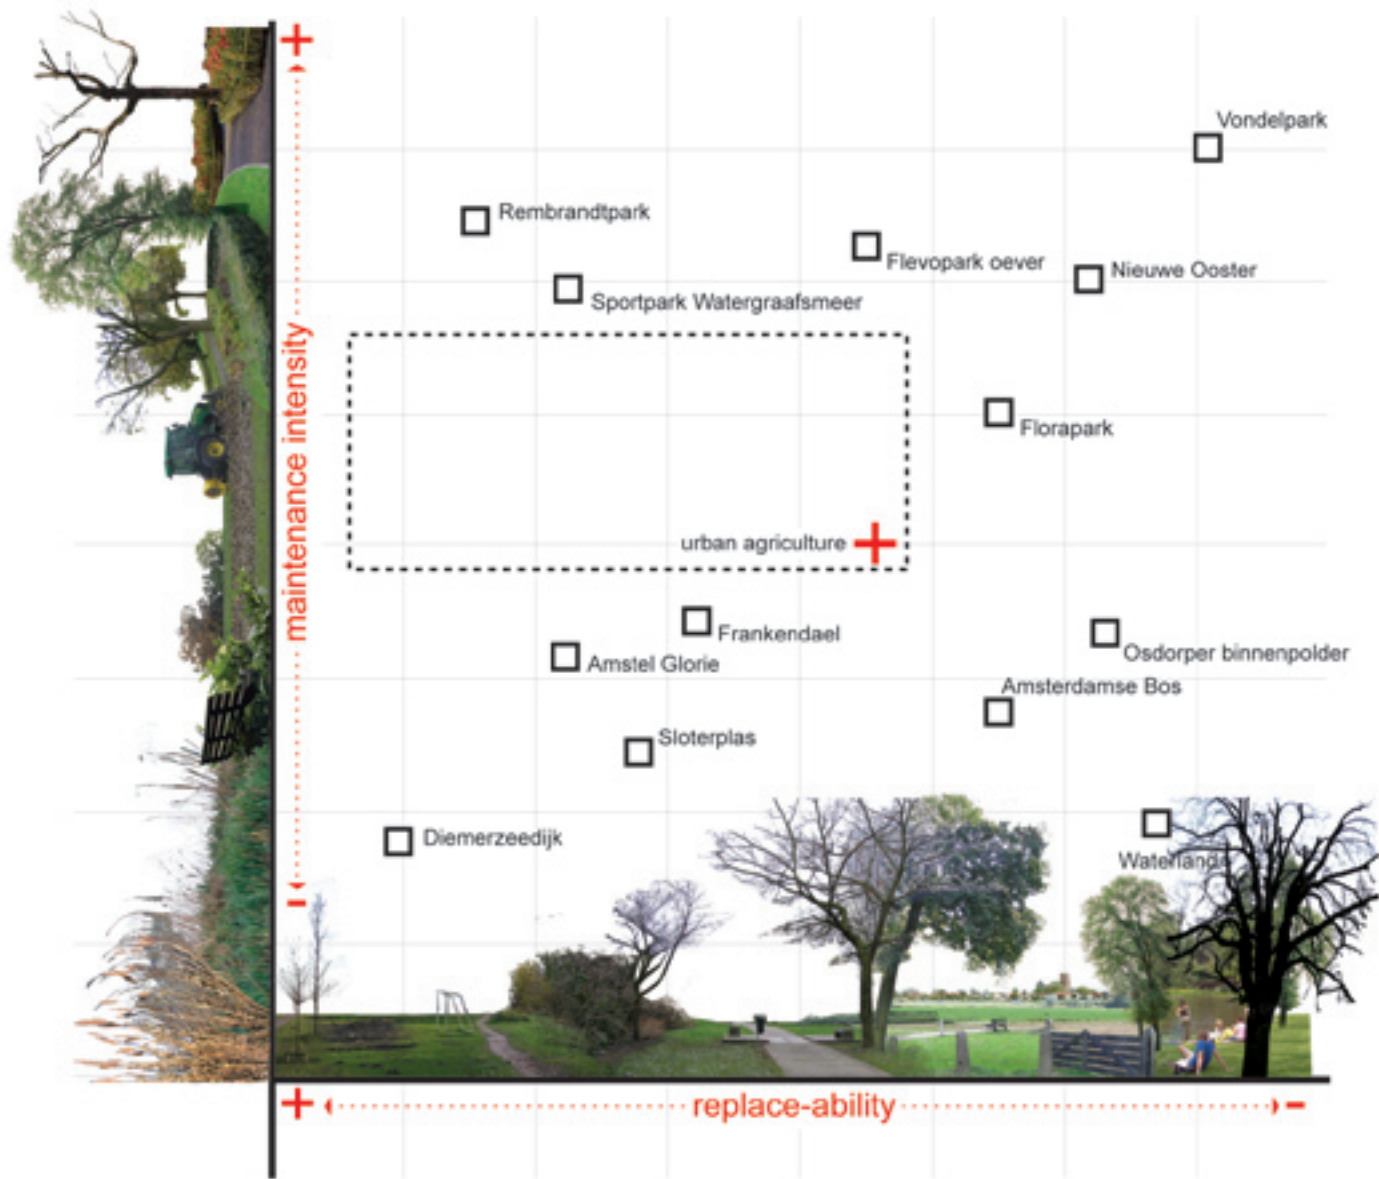 +
Vondelpark
Rembrandtpark
Flevopark oever
Nieuwe Ooster
Sportpark Watergraafsmeer
maintenance intensity
Florapark
urban agriculture +
Frankendael
Osdorper binnenpolder
Amstel Glorie
Amsterdamse Bos
Sloterplas
Diemerzeedijk
Waterlands
-
+ replace-ability -